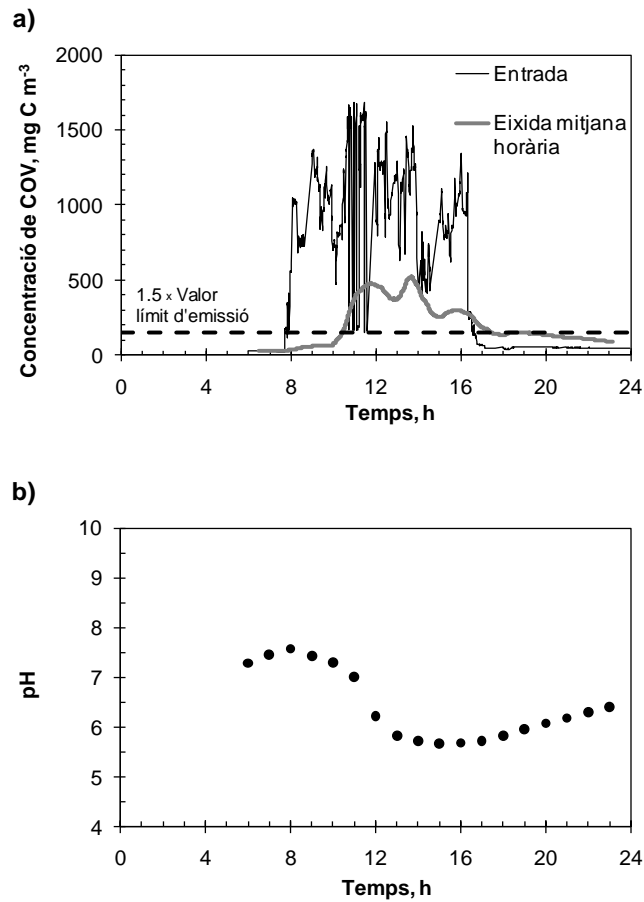 a)
Concentració de COV, mg C m⁻³
2000
1500
1000
500
0
Entrada
Eixida mitjana
horària
1.5 x Valor
límit d'emissió
0 4 8 12 16 20 24
Temps, h
b)
pH
10
9
8
7
6
5
4
0 4 8 12 16 20 24
Temps, h